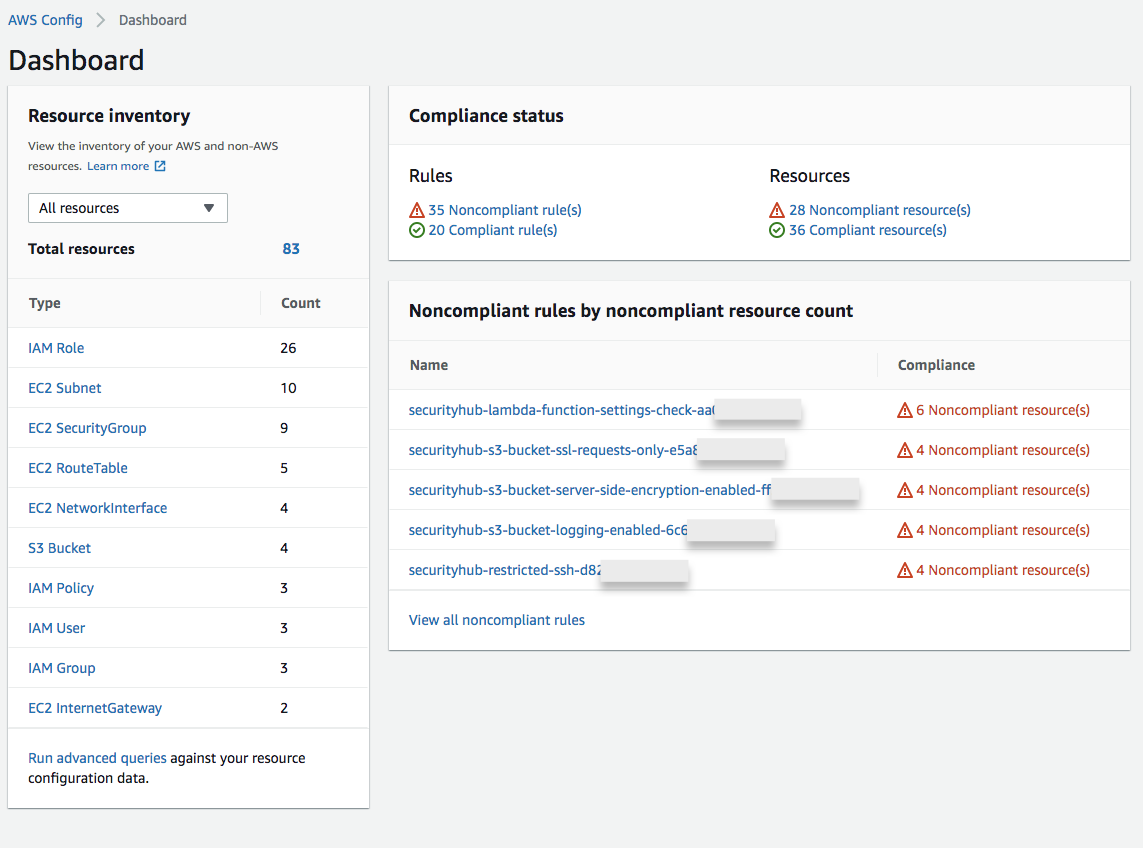 AWS Config > Dashboard
Dashboard
Resource inventory
View the inventory of your AWS and non-AWS
resources. Learn more
All resources
Total resources 83
Type Count
IAM Role 26
EC2 Subnet 10
EC2 SecurityGroup 9
EC2 RouteTable 5
EC2 NetworkInterface 4
S3 Bucket 4
IAM Policy 3
IAM User 3
IAM Group 3
EC2 InternetGateway 2
Run advanced queries against your resource
configuration data.
Compliance status
Rules Resources
35 Noncompliant rule(s) 28 Noncompliant resource(s)
20 Compliant rule(s) 36 Compliant resource(s)
Noncompliant rules by noncompliant resource count
Name Compliance
securityhub-lambda-function-settings-check-aa 6 Noncompliant resource(s)
securityhub-s3-bucket-ssl-requests-only-e5a8 4 Noncompliant resource(s)
securityhub-s3-bucket-server-side-encryption-enabled-ff 4 Noncompliant resource(s)
securityhub-s3-bucket-logging-enabled-6c6 4 Noncompliant resource(s)
securityhub-restricted-ssh-d82 4 Noncompliant resource(s)
View all noncompliant rules